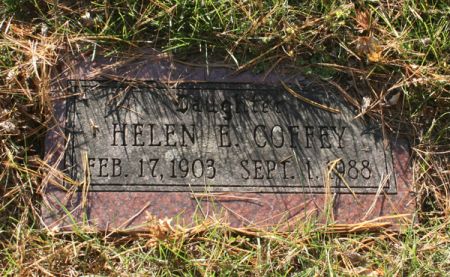 Daughter
HELEN E. COFFEY
FEB. 17, 1903 SEPT. 1, 1988